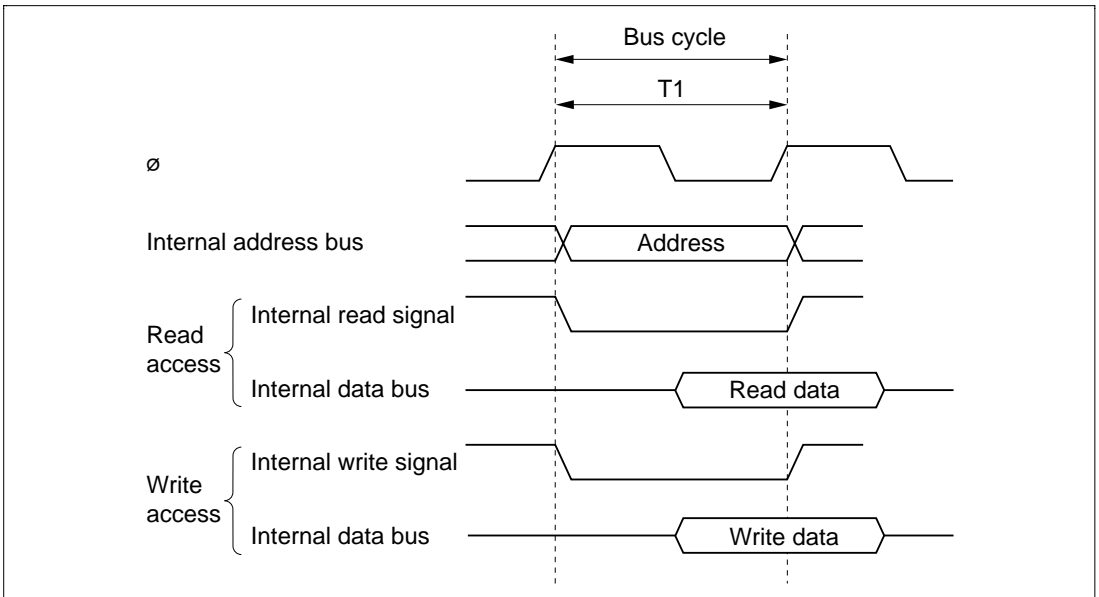 Bus cycle
T1
ø
Internal address bus
Address
Read
access
Internal read signal
Internal data bus
Read data
Write
access
Internal write signal
Internal data bus
Write data